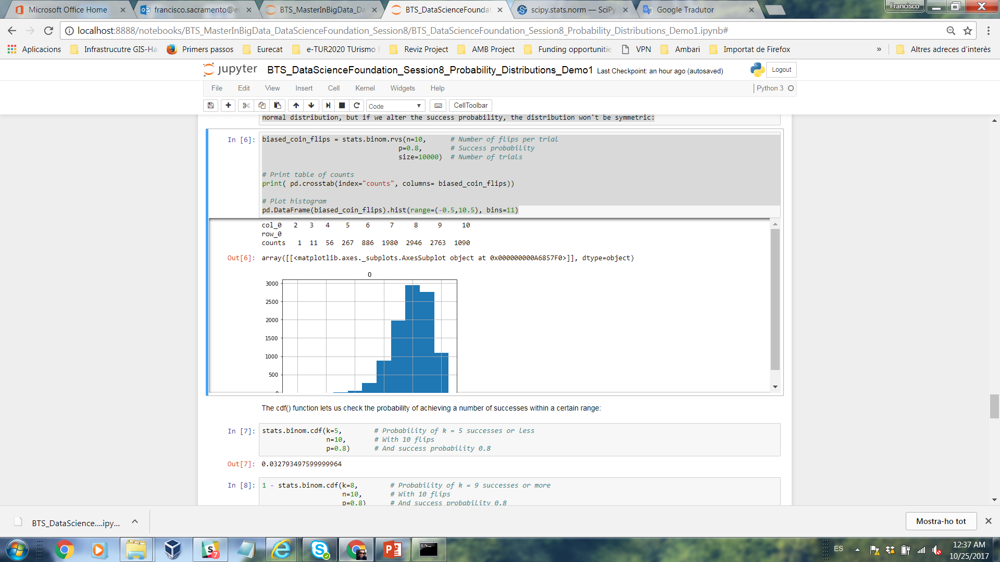 Microsoft Office Home
francisco.sacramento@e
BTS_MasterInBigData_Da
BTS_DataScienceFoundat
scipy.stats.norm — SciPy
Google Tradutor
Francisco
localhost:8888/notebooks/BTS_MasterInBigData_DataScienceFoundation_Session8/BTS_DataScienceFoundation_Session8_Probability_Distributions_Demo1.ipynb#
Aplicacions
Infrastrucutre GIS-Ha
Primers passos
Eurecat
e-TUR2020 TUrismo
Reviz Project
AMB Project
Funding opportunitie
VPN
Ambari
Importat de Firefox
»
Altres adreces d'interès
jupyter BTS_DataScienceFoundation_Session8_Probability_Distributions_Demo1 Last Checkpoint: an hour ago (autosaved)
Logout
File Edit View Insert Cell Kernel Widgets Help
Python 3
Code
CellToolbar
normal distribution, but if we alter the success probability, the distribution won't be symmetric:
In [6]: biased_coin_flips = stats.binom.rvs(n=10,      # Number of flips per trial
p=0.8,       # Success probability
size=10000)  # Number of trials
# Print table of counts
print( pd.crosstab(index="counts", columns= biased_coin_flips))
# Plot histogram
pd.DataFrame(biased_coin_flips).hist(range=(-0.5,10.5), bins=11)
col_0   2   3   4    5    6     7     8     9     10
row_0
counts   1  11  56  267  886  1980  2946  2763  1090
Out[6]: array([[<matplotlib.axes._subplots.AxesSubplot object at 0x000000000A6857F0>]], dtype=object)
0
3000
2500
2000
1500
1000
500
The cdf() function lets us check the probability of achieving a number of successes within a certain range:
In [7]: stats.binom.cdf(k=5,        # Probability of k = 5 successes or less
n=10,       # With 10 flips
p=0.8)      # And success probability 0.8
Out[7]: 0.032793497599999964
In [8]: 1 - stats.binom.cdf(k=8,        # Probability of k = 9 successes or more
n=10,       # With 10 flips
p=0.8)      # And success probability 0.8
BTS_DataScience....ipy...
Mostra-ho tot
S 7
C:\_
ES
12:37 AM
10/25/2017